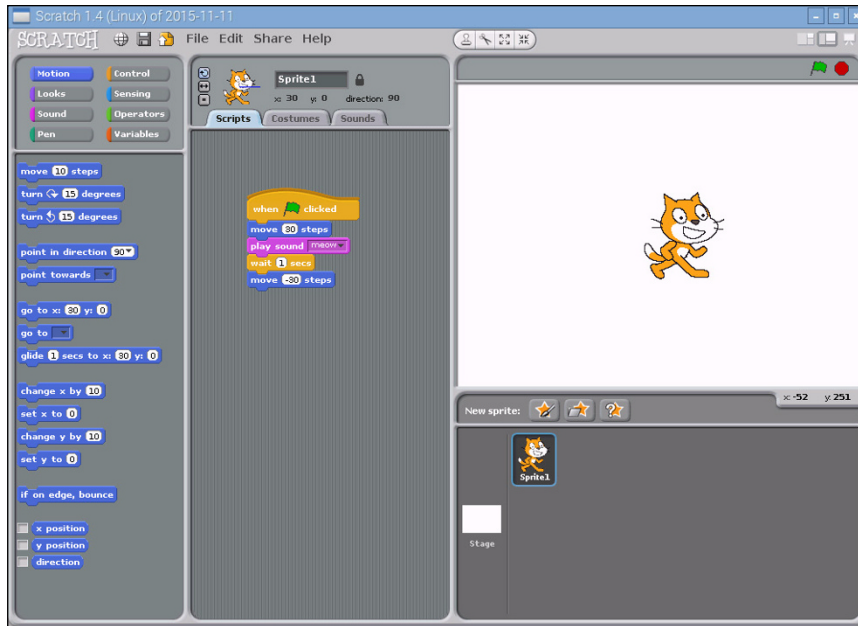 Scratch 1.4 (Linux) of 2015-11-11
SCRATCH File Edit Share Help
Motion Control
Looks Sensing
Sound Operators
Pen Variables
move 10 steps
turn 15 degrees
turn 15 degrees
point in direction 90
point towards
go to x: 30 y: 0
go to
glide 1 secs to x: 30 y: 0
change x by 10
set x to 0
change y by 10
set y to 0
if on edge, bounce
x position
y position
direction
Sprite1
x: 30 y: 0 direction: 90
Scripts Costumes Sounds
when clicked
move 30 steps
play sound meow
wait 1 secs
move -30 steps
x: -52 y: 251
New sprite:
Sprite1
Stage